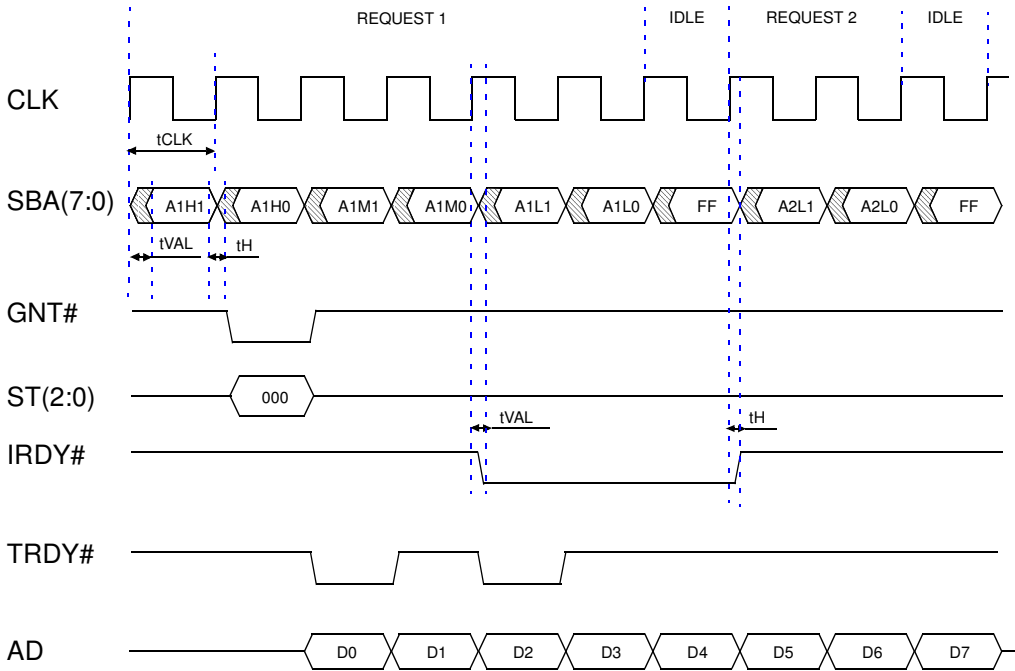 REQUEST 1 IDLE REQUEST 2 IDLE
CLK
tCLK
SBA(7:0) A1H1 A1H0 A1M1 A1M0 A1L1 A1L0 FF A2L1 A2L0 FF
tVAL tH
GNT#
ST(2:0) 000
tVAL tH
IRDY#
TRDY#
AD D0 D1 D2 D3 D4 D5 D6 D7